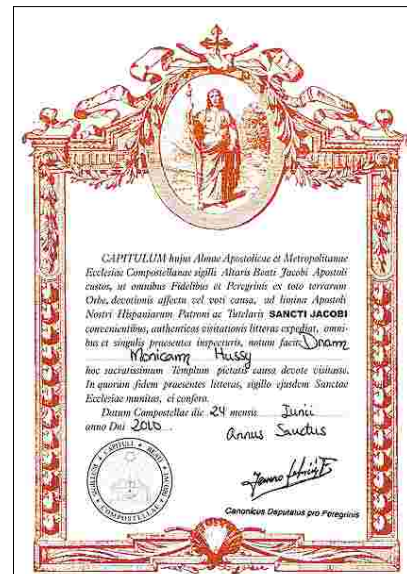 CAPITULUM hujus Almae Apostolicae et Metropolitanae
Ecclesiae Compostellanae sigilli Altaris Beati Jacobi Apostoli
custos, ut omnibus Fidelibus et Peregrinis ex toto terrarum
Orbe, devotionis affectu vel voti causa, ad limina Apostoli
Nostri Hispaniarum Patroni ac Tutelaris SANCTI JACOBI
convenientibus, authenticas visitationis litteras expediat, omni-
bus et singulis praesentes inspecturis, notum facit: Dnam
Monicam Hussy
hoc sacratissimum Templum pietatis causa devote visitasse.
In quorum fidem praesentes litteras, sigillo ejusdem Sanctae
Ecclesiae munitas, ei confero.
Datum Compostellae die 24 mensis Junii
anno Dni 2010.
Annus Sanctus
SIGILLUM CAPITULI BEATI JACOBI COMPOSTELLAE
Canonicus Deputatus pro Peregrinis